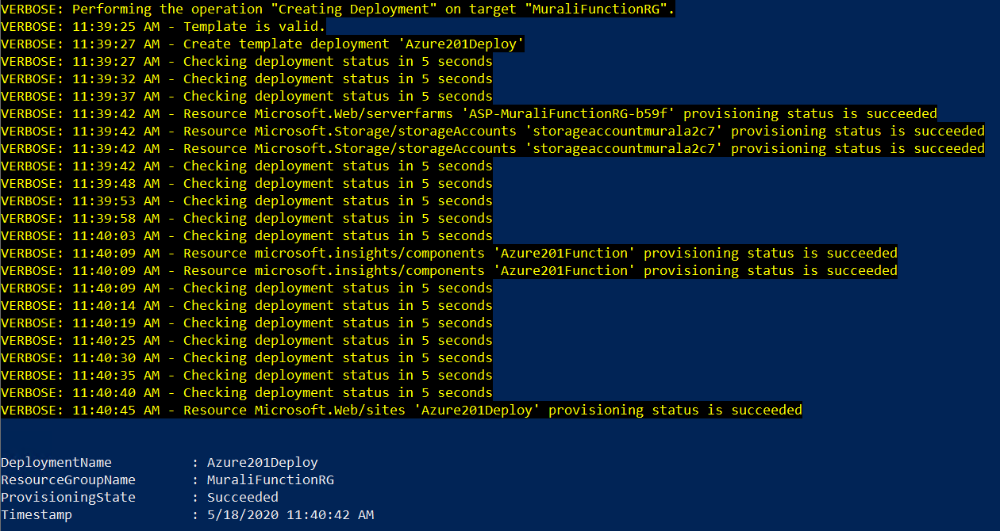 VERBOSE: Performing the operation "Creating Deployment" on target "MuraliFunctionRG".
VERBOSE: 11:39:25 AM - Template is valid.
VERBOSE: 11:39:27 AM - Create template deployment 'Azure201Deploy'
VERBOSE: 11:39:27 AM - Checking deployment status in 5 seconds
VERBOSE: 11:39:32 AM - Checking deployment status in 5 seconds
VERBOSE: 11:39:37 AM - Checking deployment status in 5 seconds
VERBOSE: 11:39:42 AM - Resource Microsoft.Web/serverfarms 'ASP-MuraliFunctionRG-b59f' provisioning status is succeeded
VERBOSE: 11:39:42 AM - Resource Microsoft.Storage/storageAccounts 'storageaccountmurala2c7' provisioning status is succeeded
VERBOSE: 11:39:42 AM - Resource Microsoft.Storage/storageAccounts 'storageaccountmurala2c7' provisioning status is succeeded
VERBOSE: 11:39:42 AM - Checking deployment status in 5 seconds
VERBOSE: 11:39:48 AM - Checking deployment status in 5 seconds
VERBOSE: 11:39:53 AM - Checking deployment status in 5 seconds
VERBOSE: 11:39:58 AM - Checking deployment status in 5 seconds
VERBOSE: 11:40:03 AM - Checking deployment status in 5 seconds
VERBOSE: 11:40:09 AM - Resource microsoft.insights/components 'Azure201Function' provisioning status is succeeded
VERBOSE: 11:40:09 AM - Resource microsoft.insights/components 'Azure201Function' provisioning status is succeeded
VERBOSE: 11:40:09 AM - Checking deployment status in 5 seconds
VERBOSE: 11:40:14 AM - Checking deployment status in 5 seconds
VERBOSE: 11:40:19 AM - Checking deployment status in 5 seconds
VERBOSE: 11:40:25 AM - Checking deployment status in 5 seconds
VERBOSE: 11:40:30 AM - Checking deployment status in 5 seconds
VERBOSE: 11:40:35 AM - Checking deployment status in 5 seconds
VERBOSE: 11:40:40 AM - Checking deployment status in 5 seconds
VERBOSE: 11:40:45 AM - Resource Microsoft.Web/sites 'Azure201Deploy' provisioning status is succeeded
DeploymentName          : Azure201Deploy
ResourceGroupName       : MuraliFunctionRG
ProvisioningState       : Succeeded
Timestamp               : 5/18/2020 11:40:42 AM